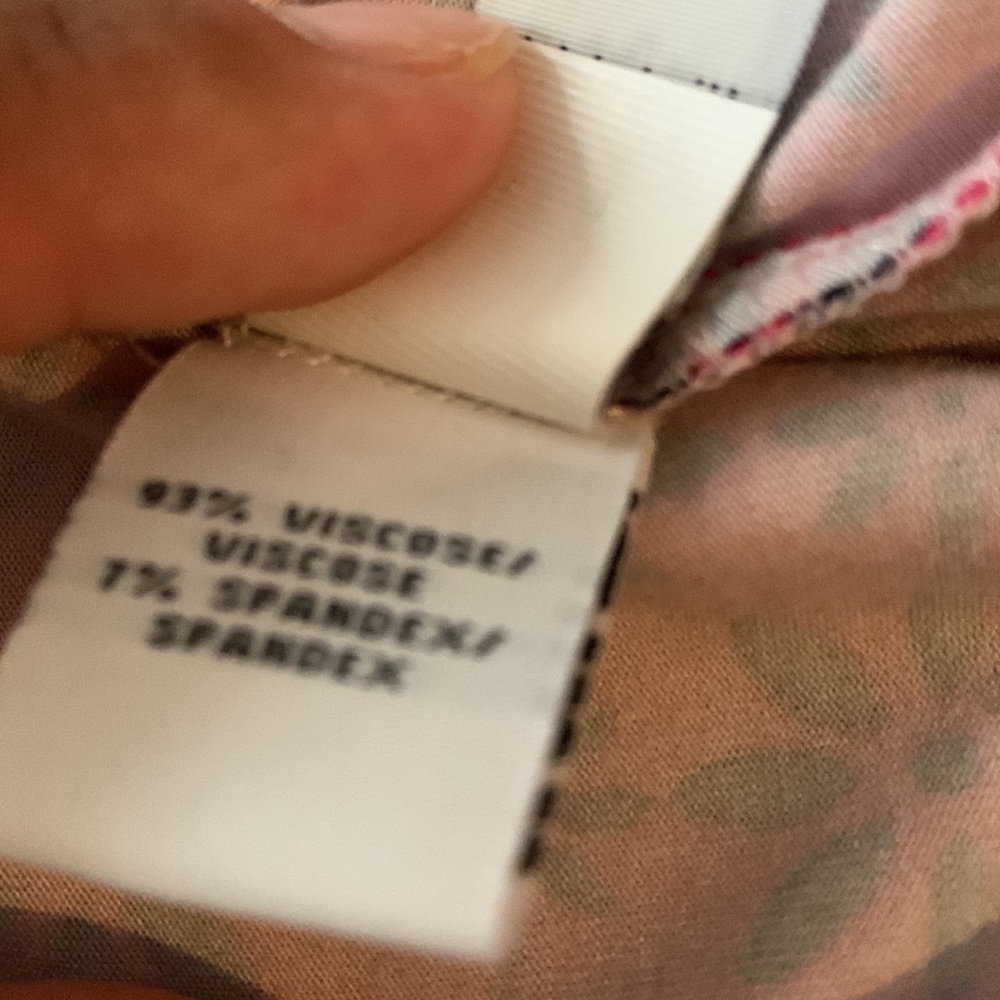 93% VISCOSE/
VISCOSE
7% SPANDEX/
SPANDEX